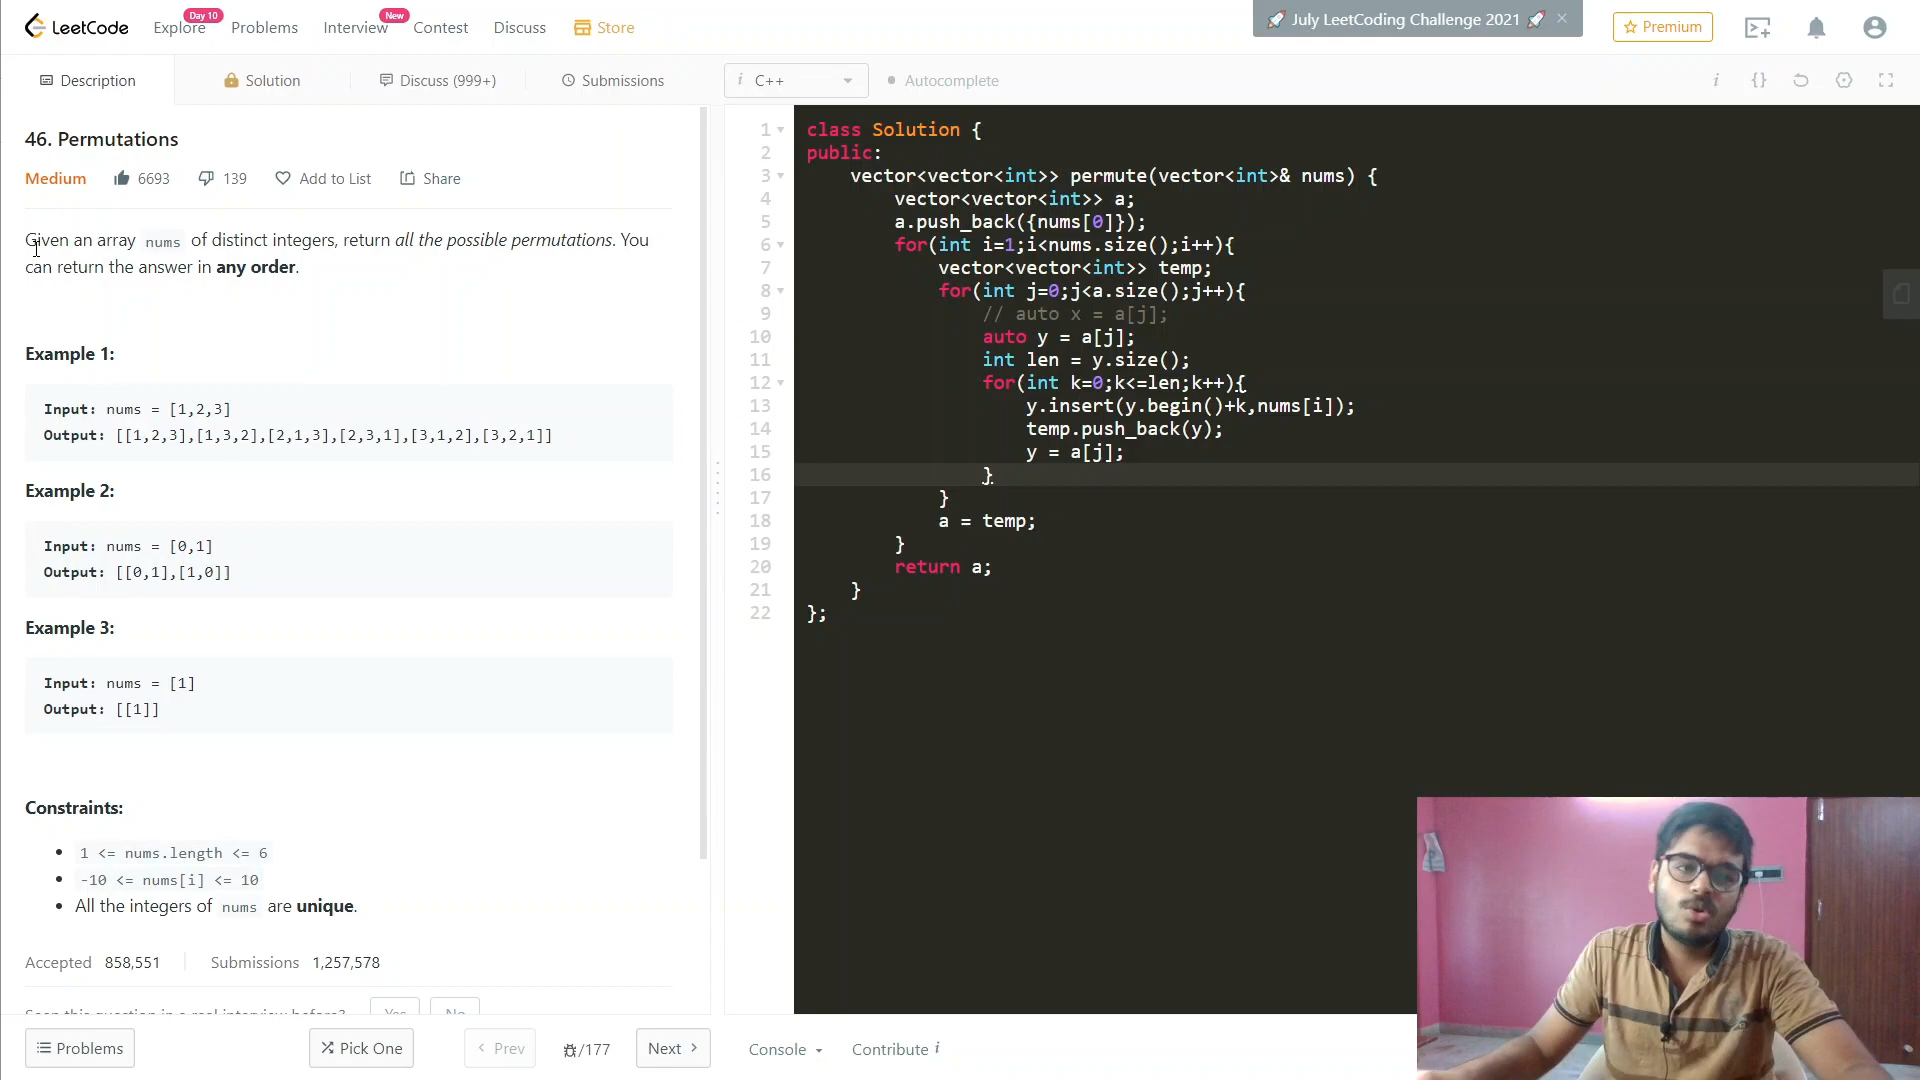 LeetCode
Explore
Day 10
Problems
Interview
New
Contest
Discuss
Store
🚀 July LeetCoding Challenge 2021 🚀 ×
Premium
Description
Solution
Discuss (999+)
Submissions
i C++
Autocomplete
i {}
46. Permutations
Medium 6693 139 Add to List Share
Given an array nums of distinct integers, return all the possible permutations. You
can return the answer in any order.
Example 1:
Input: nums = [1,2,3]
Output: [[1,2,3],[1,3,2],[2,1,3],[2,3,1],[3,1,2],[3,2,1]]
Example 2:
Input: nums = [0,1]
Output: [[0,1],[1,0]]
Example 3:
Input: nums = [1]
Output: [[1]]
Constraints:
• 1 <= nums.length <= 6
• -10 <= nums[i] <= 10
• All the integers of nums are unique.
Accepted 858,551 Submissions 1,257,578
Seen this question in a real interview before? Yes No
Problems
Pick One
< Prev
/177
Next >
1 class Solution {
2 public:
3     vector<vector<int>> permute(vector<int>& nums) {
4         vector<vector<int>> a;
5         a.push_back({nums[0]});
6         for(int i=1;i<nums.size();i++){
7             vector<vector<int>> temp;
8             for(int j=0;j<a.size();j++){
9                 // auto x = a[j];
10                 auto y = a[j];
11                 int len = y.size();
12                 for(int k=0;k<=len;k++){
13                     y.insert(y.begin()+k,nums[i]);
14                     temp.push_back(y);
15                     y = a[j];
16                 }
17             }
18             a = temp;
19         }
20         return a;
21     }
22 };
Console
Contribute i